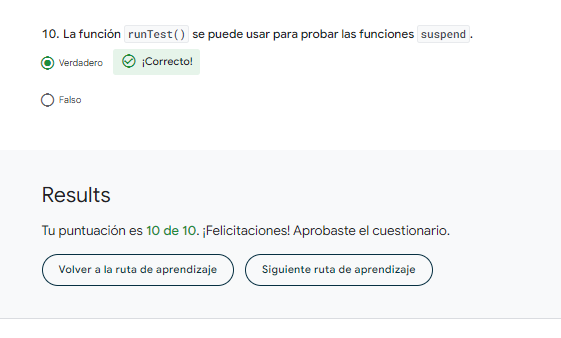 10. La función runTest() se puede usar para probar las funciones suspend.
Verdadero ¡Correcto!
Falso
Results
Tu puntuación es 10 de 10. ¡Felicitaciones! Aprobaste el cuestionario.
Volver a la ruta de aprendizaje Siguiente ruta de aprendizaje